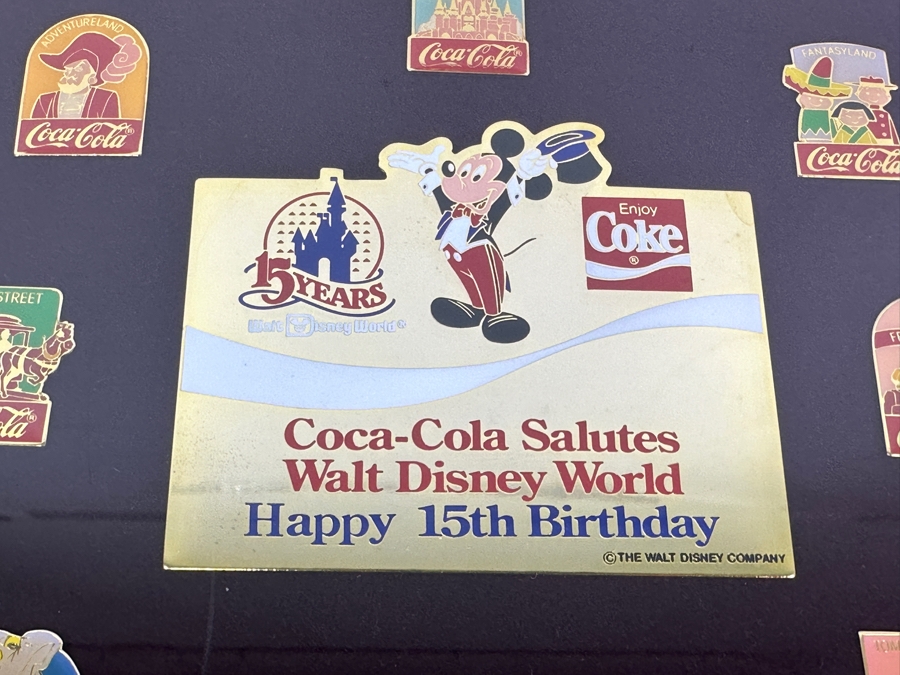 ADVENTURELAND
Coca-Cola®
Coca-Cola®
FANTASYLAND
Coca-Cola
15 YEARS
Walt Disney World®
Enjoy
Coke
®
STREET
Coca-Cola Salutes
Walt Disney World
Happy 15th Birthday
©THE WALT DISNEY COMPANY